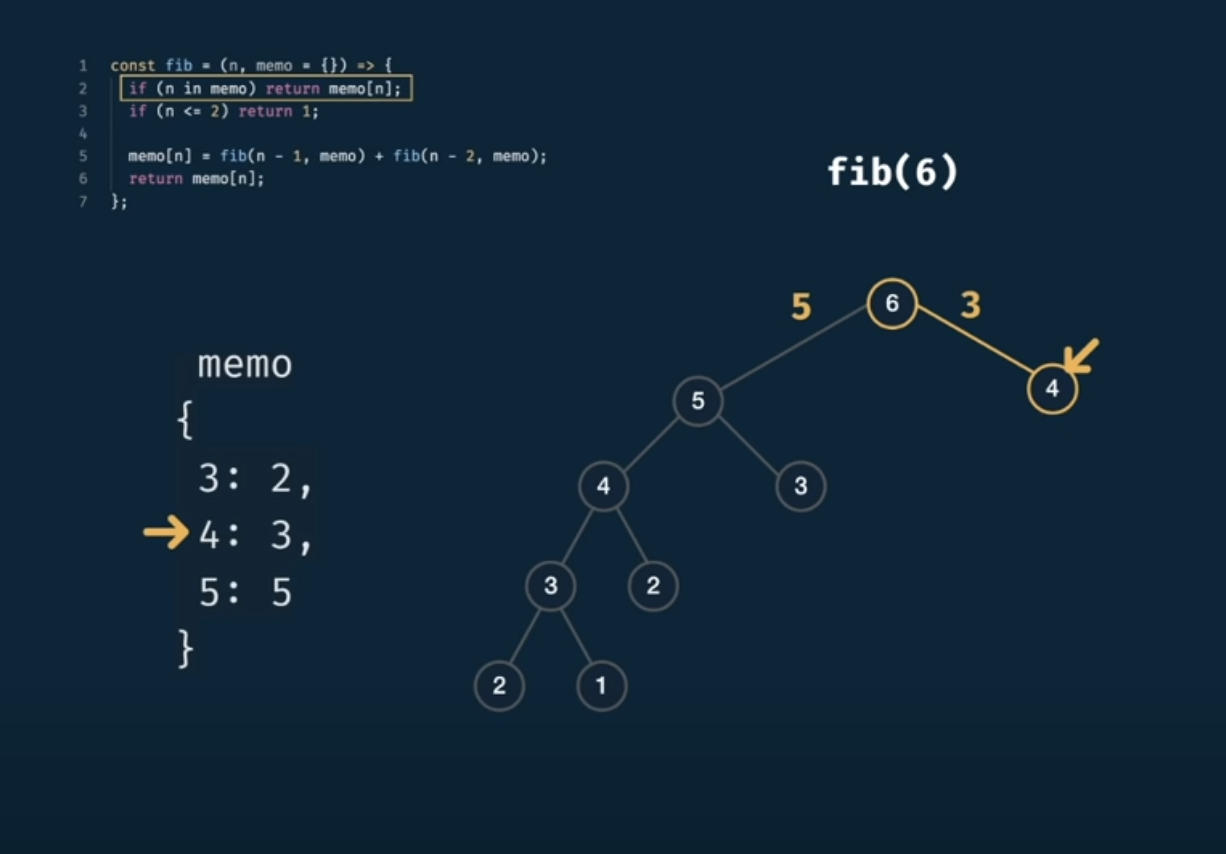 1 const fib = (n, memo = {}) => {
2 if (n in memo) return memo[n];
3 if (n <= 2) return 1;
4
5 memo[n] = fib(n - 1, memo) + fib(n - 2, memo);
6 return memo[n];
7 };
fib(6)
memo
{
3: 2,
4: 3,
5: 5
}
5 6 3
4
5
4 3
3 2
2 1